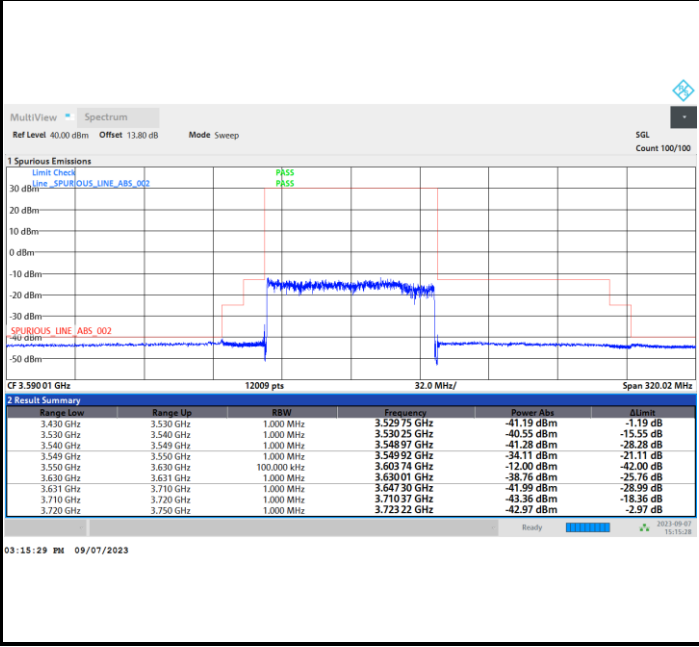 MultiView Spectrum
Ref Level 40.00 dBm Offset 13.80 dB Mode Sweep SGL
Count 100/100
1 Spurious Emissions
Limit Check PASS
Line _SPURIOUS_LINE_ABS_002 PASS
30 dBm
20 dBm
10 dBm
0 dBm
-10 dBm
-20 dBm
-30 dBm
_SPURIOUS_LINE_ABS_002
-40 dBm
-50 dBm
CF 3.590 01 GHz 12009 pts 32.0 MHz/ Span 320.02 MHz
2 Result Summary
Range Low Range Up RBW Frequency Power Abs ΔLimit
3.430 GHz 3.530 GHz 1.000 MHz 3.529 75 GHz -41.19 dBm -1.19 dB
3.530 GHz 3.540 GHz 1.000 MHz 3.530 25 GHz -40.55 dBm -15.55 dB
3.540 GHz 3.549 GHz 1.000 MHz 3.548 97 GHz -41.28 dBm -28.28 dB
3.549 GHz 3.550 GHz 1.000 MHz 3.549 92 GHz -34.11 dBm -21.11 dB
3.550 GHz 3.630 GHz 100.000 kHz 3.603 74 GHz -12.00 dBm -42.00 dB
3.630 GHz 3.631 GHz 1.000 MHz 3.630 01 GHz -38.76 dBm -25.76 dB
3.631 GHz 3.710 GHz 1.000 MHz 3.647 30 GHz -41.99 dBm -28.99 dB
3.710 GHz 3.720 GHz 1.000 MHz 3.710 37 GHz -43.36 dBm -18.36 dB
3.720 GHz 3.750 GHz 1.000 MHz 3.723 22 GHz -42.97 dBm -2.97 dB
Ready 2023-09-07
15:15:28
03:15:29 PM 09/07/2023